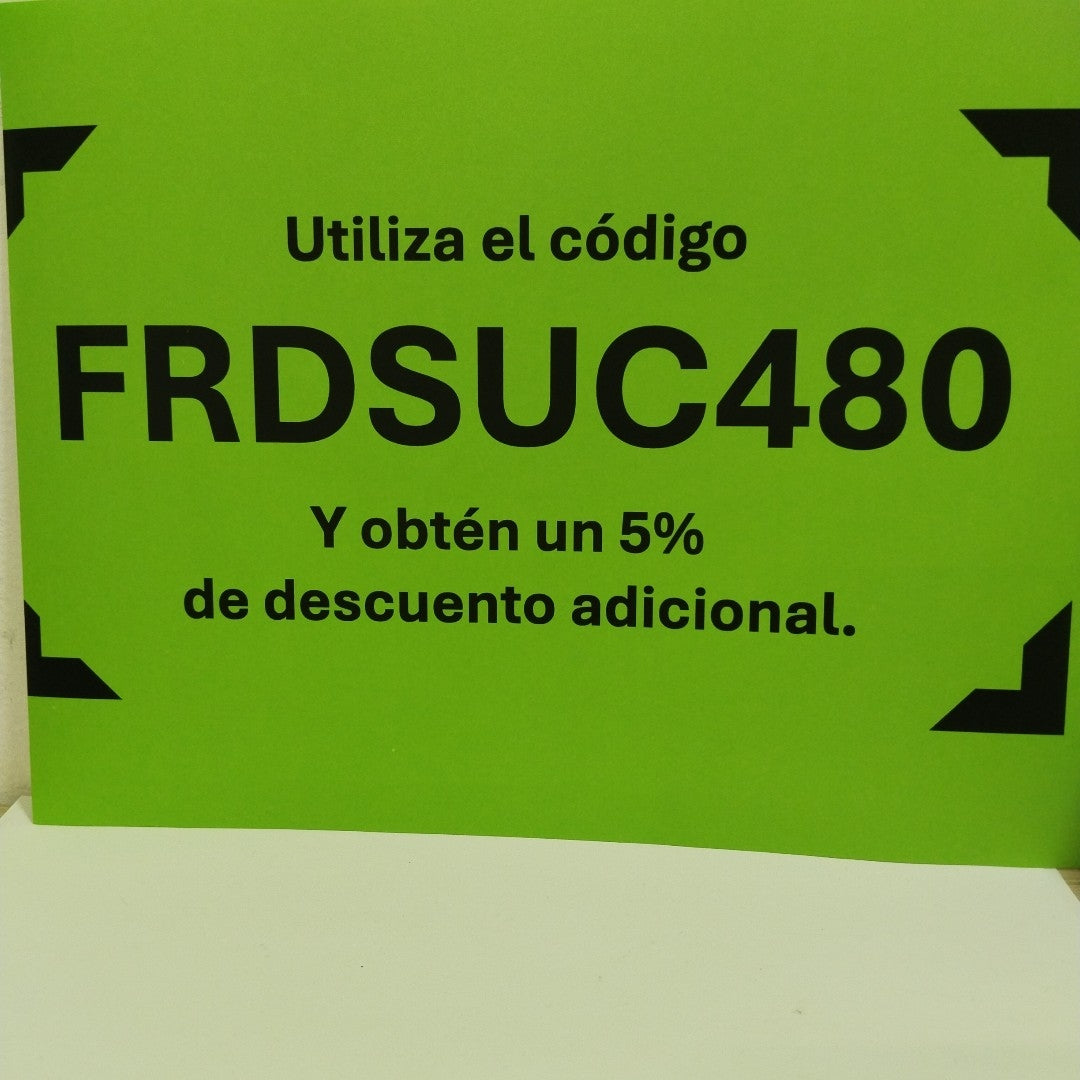 Utiliza el código
FRDSUC480
Y obtén un 5%
de descuento adicional.